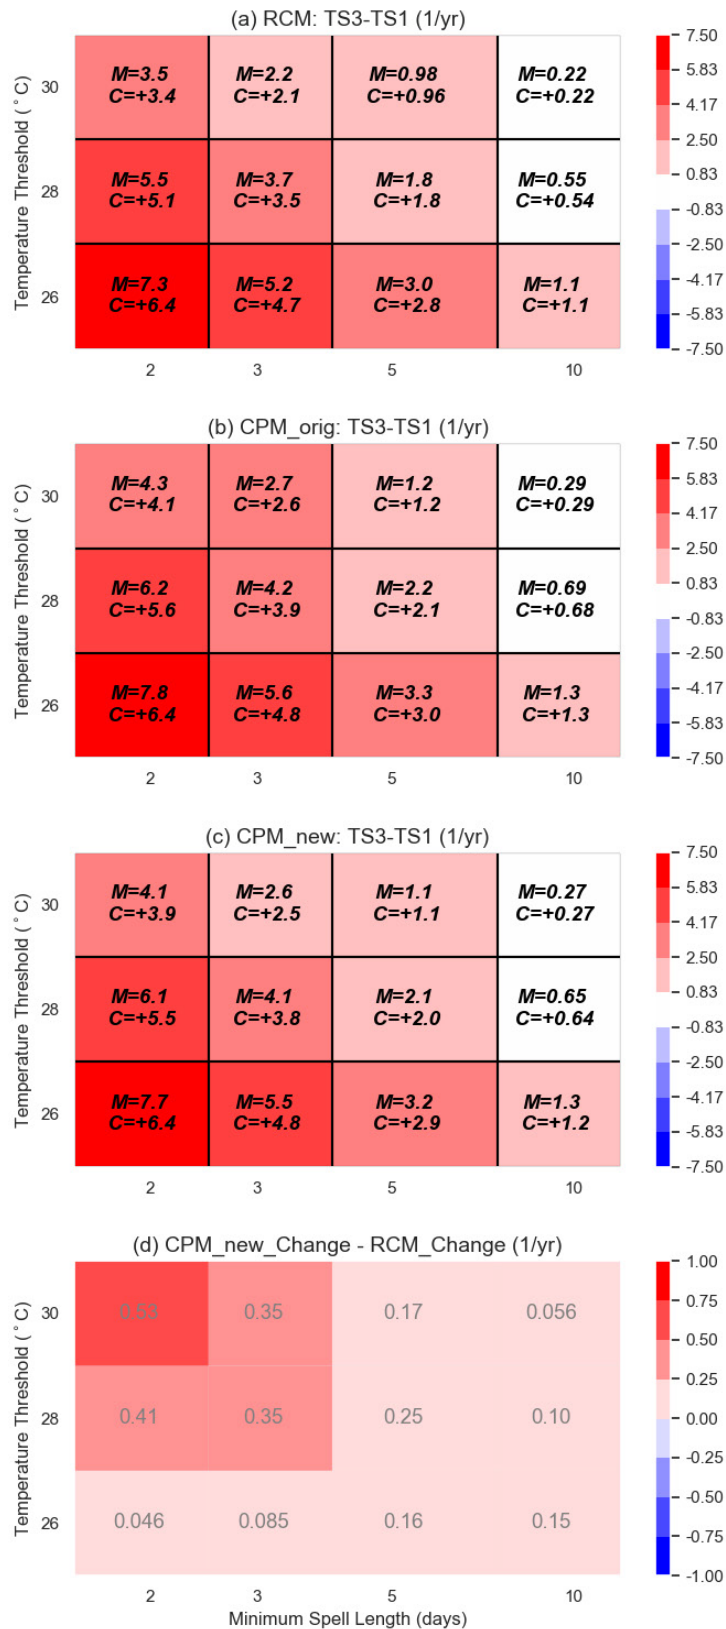 (a) RCM: TS3-TS1 (1/yr)
Temperature Threshold (˚C)
30
M=3.5 M=2.2 M=0.98 M=0.22
C=+3.4 C=+2.1 C=+0.96 C=+0.22
28
M=5.5 M=3.7 M=1.8 M=0.55
C=+5.1 C=+3.5 C=+1.8 C=+0.54
26
M=7.3 M=5.2 M=3.0 M=1.1
C=+6.4 C=+4.7 C=+2.8 C=+1.1
2 3 5 10
7.50
5.83
4.17
2.50
0.83
-0.83
-2.50
-4.17
-5.83
-7.50
(b) CPM_orig: TS3-TS1 (1/yr)
Temperature Threshold (˚C)
30
M=4.3 M=2.7 M=1.2 M=0.29
C=+4.1 C=+2.6 C=+1.2 C=+0.29
28
M=6.2 M=4.2 M=2.2 M=0.69
C=+5.6 C=+3.9 C=+2.1 C=+0.68
26
M=7.8 M=5.6 M=3.3 M=1.3
C=+6.4 C=+4.8 C=+3.0 C=+1.3
2 3 5 10
7.50
5.83
4.17
2.50
0.83
-0.83
-2.50
-4.17
-5.83
-7.50
(c) CPM_new: TS3-TS1 (1/yr)
Temperature Threshold (˚C)
30
M=4.1 M=2.6 M=1.1 M=0.27
C=+3.9 C=+2.5 C=+1.1 C=+0.27
28
M=6.1 M=4.1 M=2.1 M=0.65
C=+5.5 C=+3.8 C=+2.0 C=+0.64
26
M=7.7 M=5.5 M=3.2 M=1.3
C=+6.4 C=+4.8 C=+2.9 C=+1.2
2 3 5 10
7.50
5.83
4.17
2.50
0.83
-0.83
-2.50
-4.17
-5.83
-7.50
(d) CPM_new_Change - RCM_Change (1/yr)
Temperature Threshold (˚C)
30
0.53 0.35 0.17 0.056
28
0.41 0.35 0.25 0.10
26
0.046 0.085 0.16 0.15
2 3 5 10
Minimum Spell Length (days)
1.00
0.75
0.50
0.25
0.00
-0.25
-0.50
-0.75
-1.00